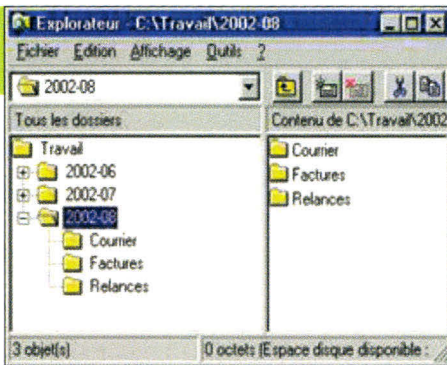 Explorateur - C:\Travail\2002-08
Fichier Edition Affichage Outils ?
2002-08
Tous les dossiers
Contenu de C:\Travail\2002
Travail
2002-06
2002-07
2002-08
Courrier
Factures
Relances
Courrier
Factures
Relances
3 objet(s)
0 octets (Espace disque disponible :